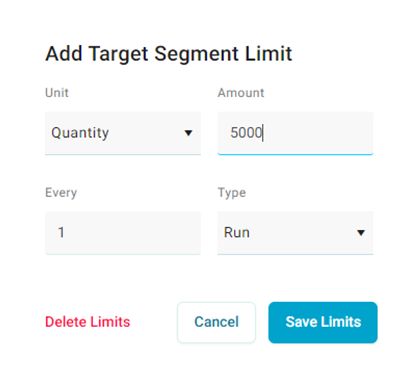 Add Target Segment Limit
Unit Amount
Quantity 5000
Every Type
1 Run
Delete Limits Cancel Save Limits